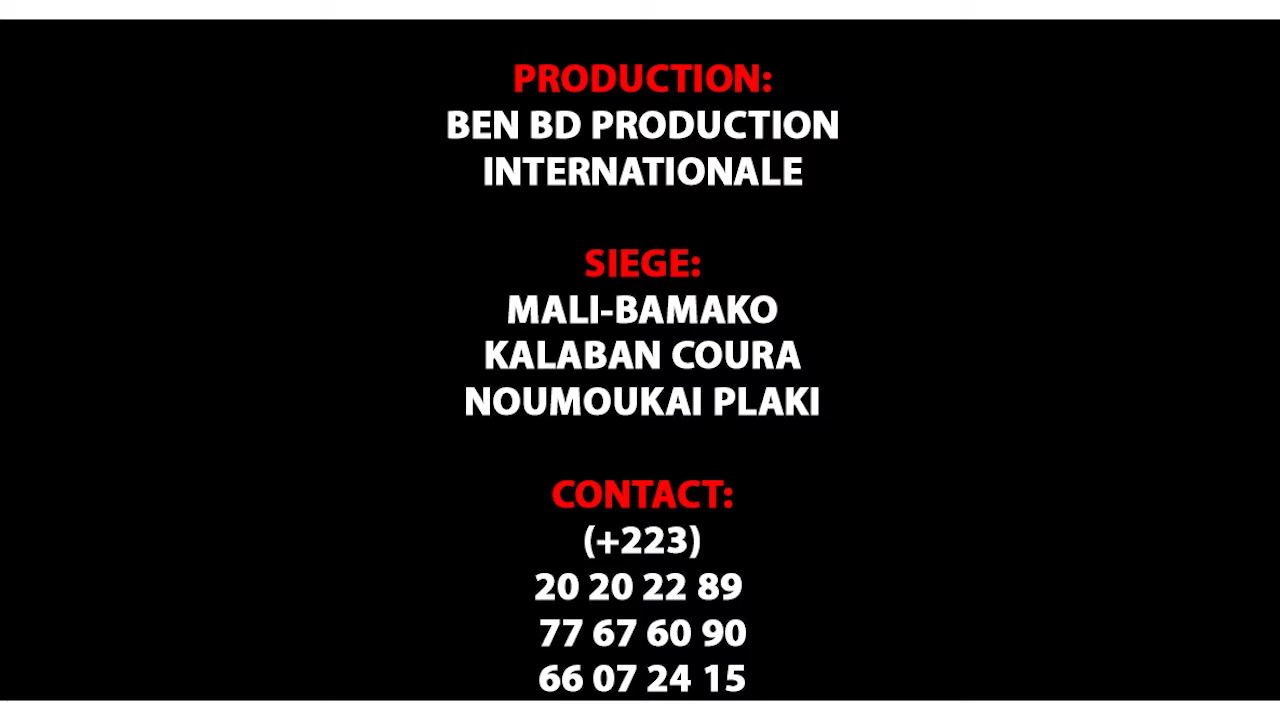 PRODUCTION:
BEN BD PRODUCTION
INTERNATIONALE
SIEGE:
MALI-BAMAKO
KALABAN COURA
NOUMOUKAI PLAKI
CONTACT:
(+223)
20 20 22 89
77 67 60 90
66 07 24 15